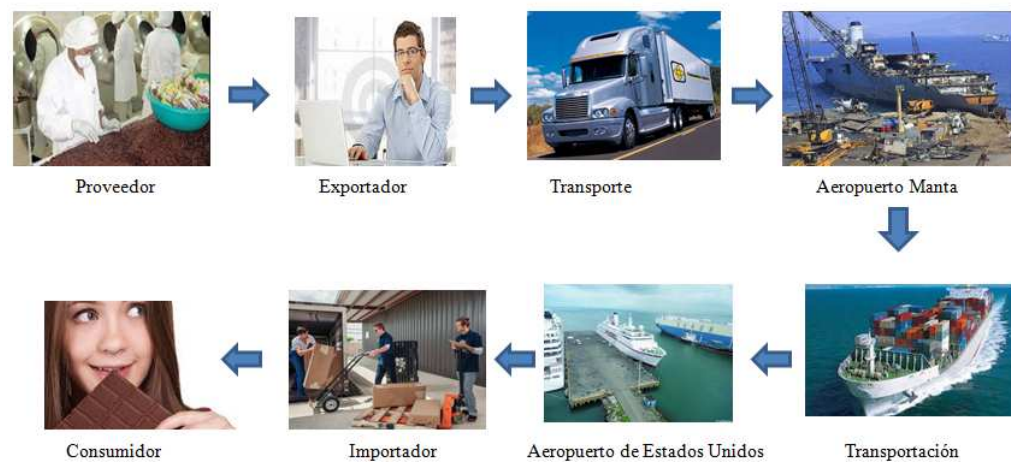 Proveedor
Exportador
Transporte
Aeropuerto Manta
Consumidor
Importador
Aeropuerto de Estados Unidos
Transportación